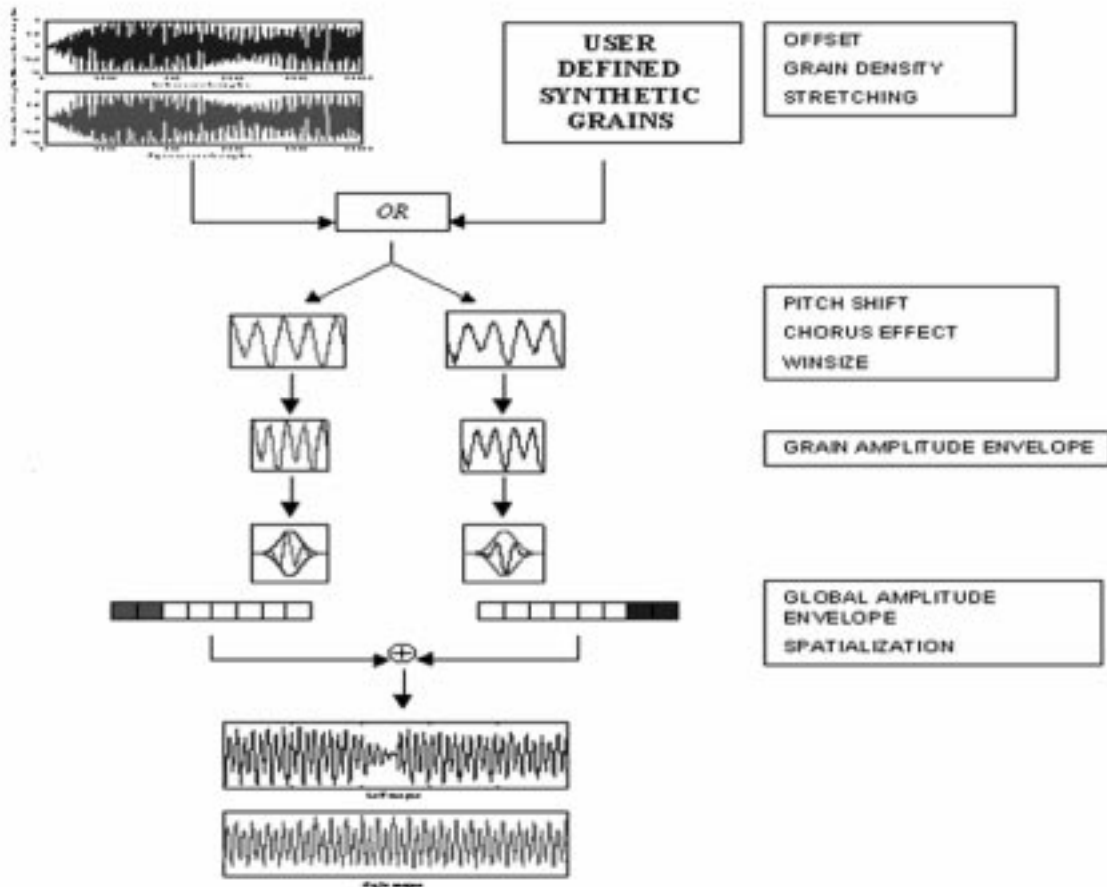 USER
DEFINED
SYNTHETIC
GRAINS
OFFSET
GRAIN DENSITY
STRETCHING
OR
PITCH SHIFT
CHORUS EFFECT
WINSIZE
GRAIN AMPLITUDE ENVELOPE
GLOBAL AMPLITUDE
ENVELOPE
SPATIALIZATION